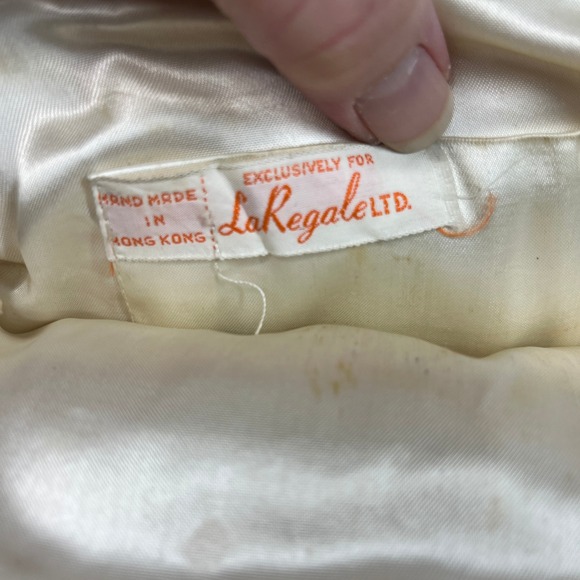 HAND MADE
IN
HONG KONG
EXCLUSIVELY FOR
LaRegale LTD.